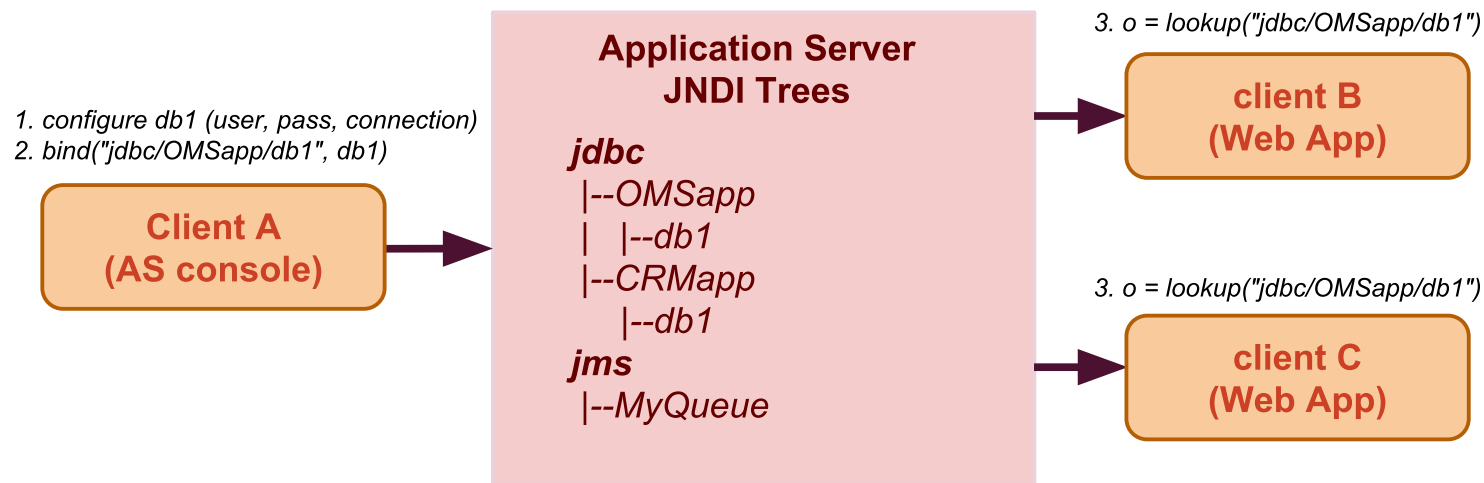 1. configure db1 (user, pass, connection)
2. bind("jdbc/OMSapp/db1", db1)
Client A
(AS console)
Application Server
JNDI Trees
jdbc
|--OMSapp
|   |--db1
|--CRMapp
    |--db1
jms
|--MyQueue
3. o = lookup("jdbc/OMSapp/db1")
client B
(Web App)
3. o = lookup("jdbc/OMSapp/db1")
client C
(Web App)